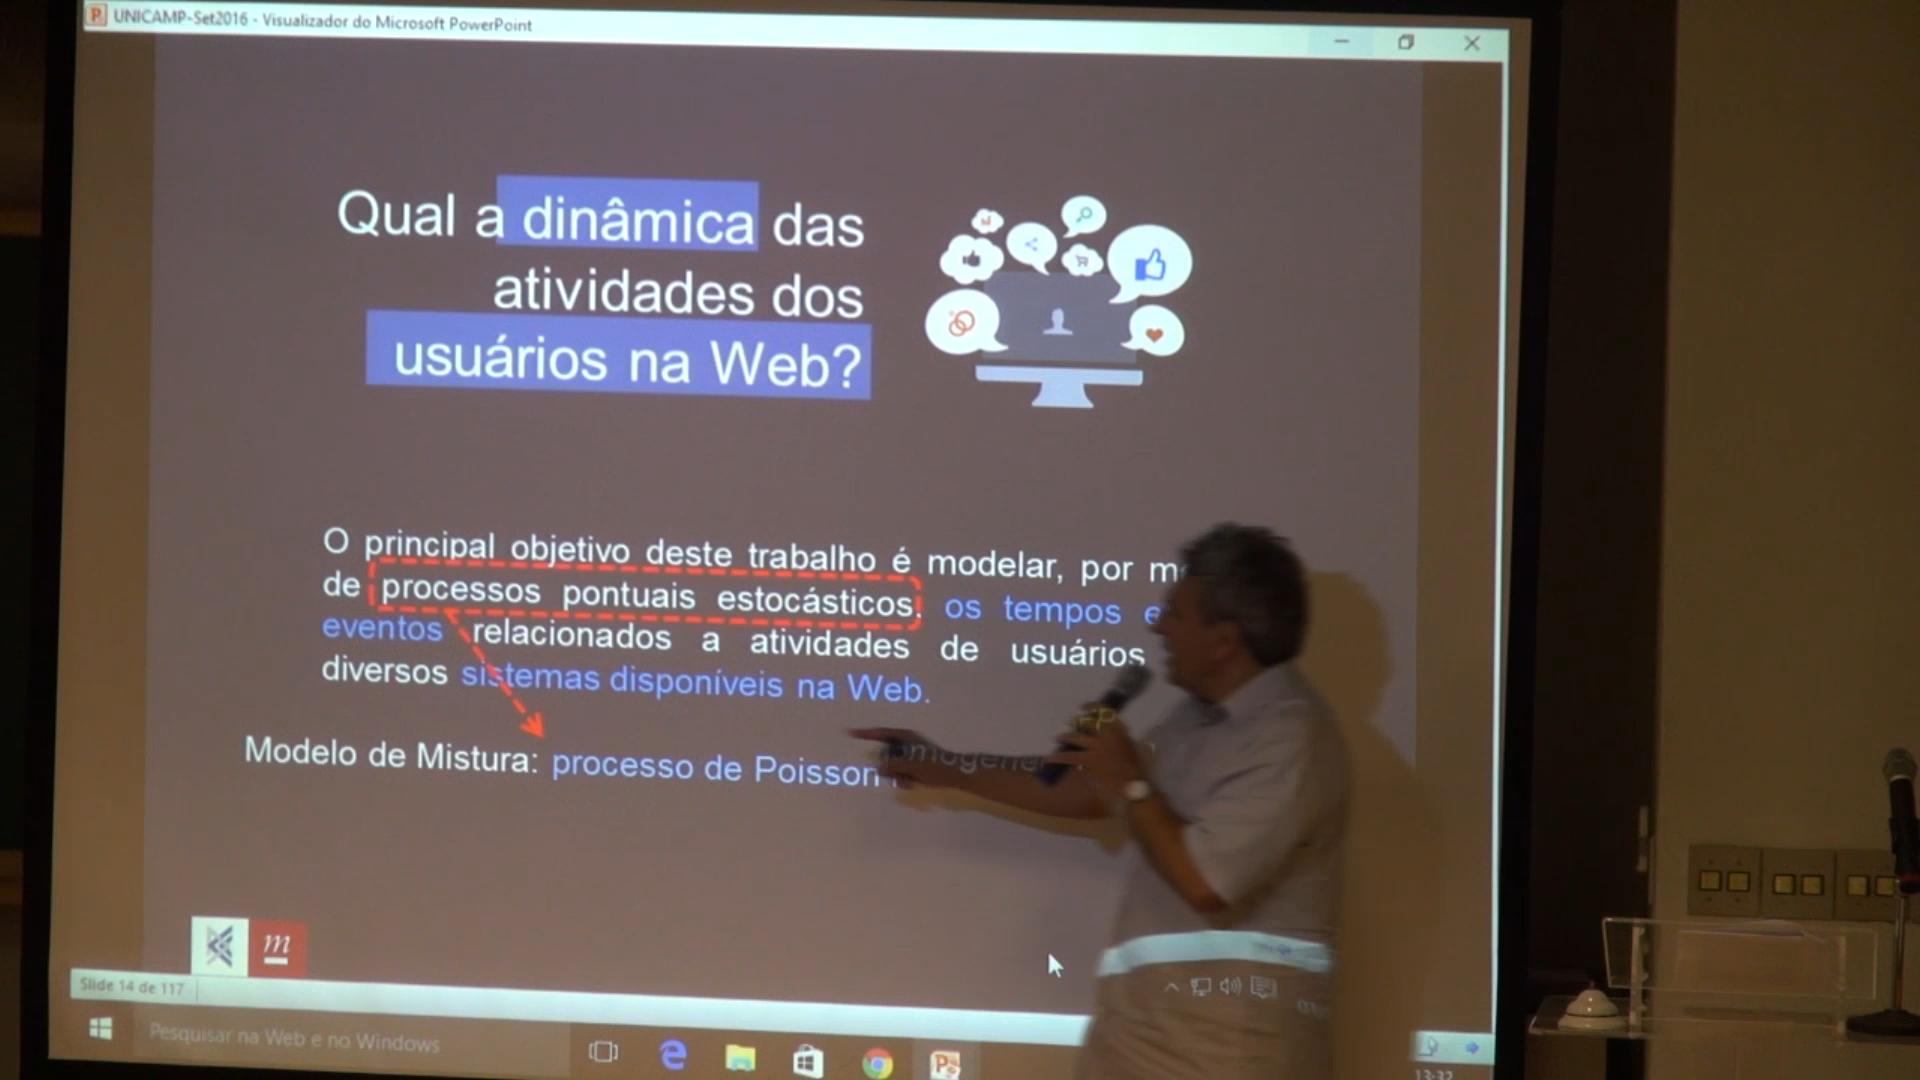 UNICAMP-Set2016 - Visualizador do Microsoft PowerPoint
Qual a dinâmica das
atividades dos
usuários na Web?
O principal objetivo deste trabalho é modelar, por
de processos pontuais estocásticos, os tempos
eventos relacionados a atividades de usuários
diversos sistemas disponíveis na Web.
Modelo de Mistura: processo de Poisson
m
Slide 14 de 117
Pesquisar na Web e no Windows
13:32